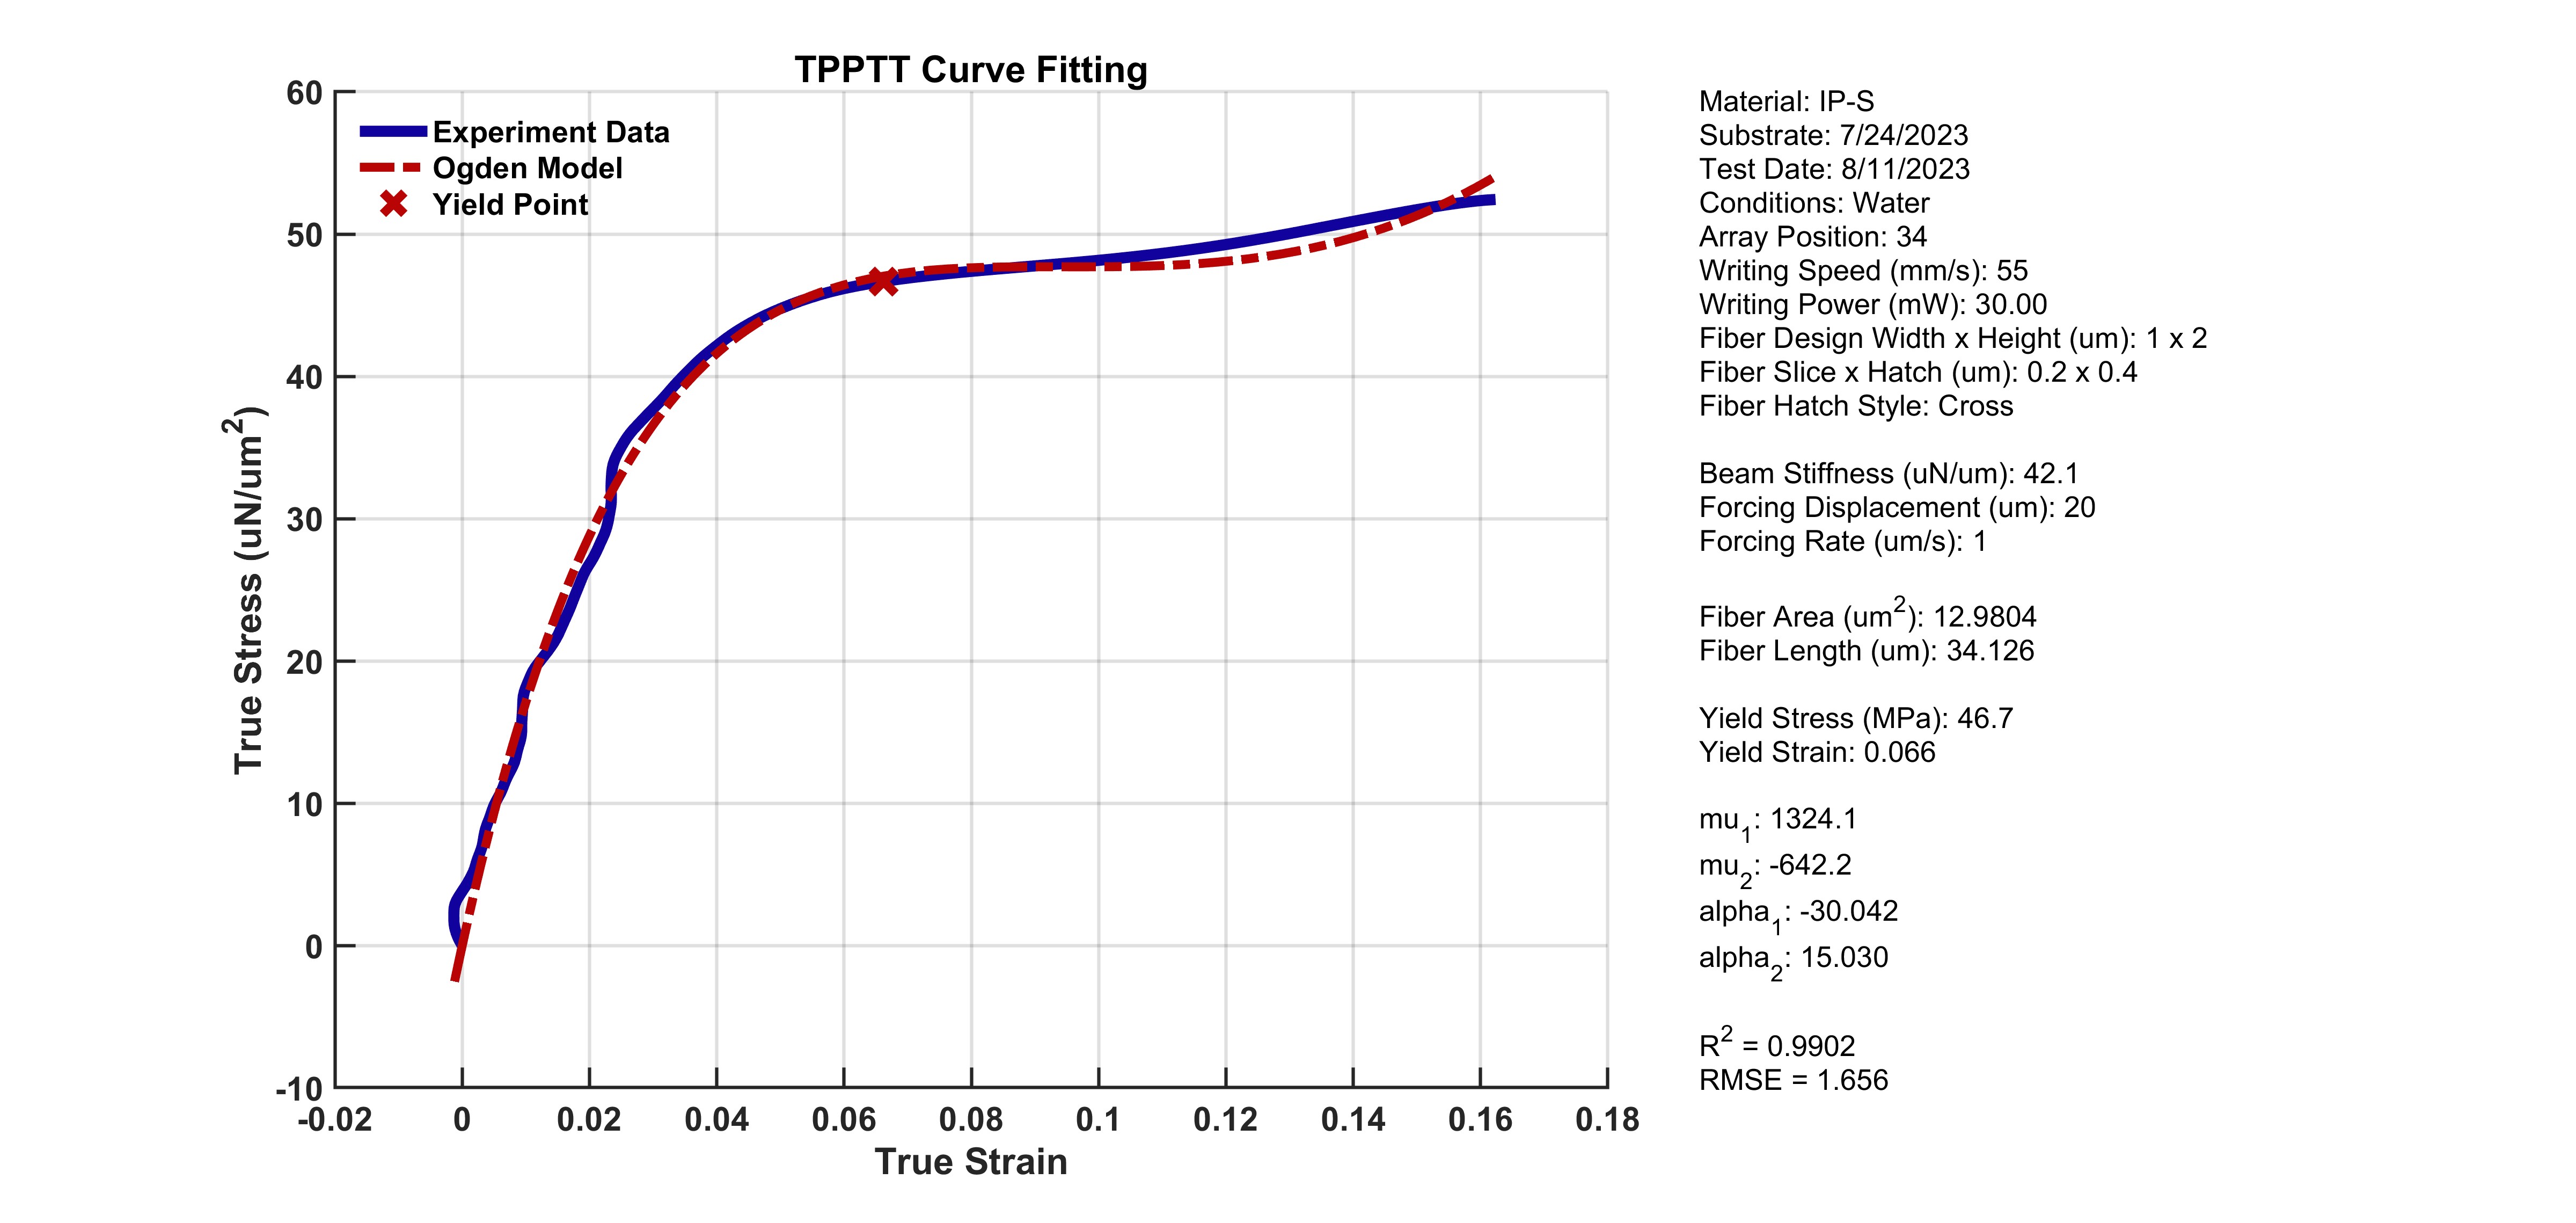 TPPTT Curve Fitting
60
50
40
30
20
10
0
-10
True Stress (uN/um²)
Experiment Data
Ogden Model
Yield Point
-0.02 0 0.02 0.04 0.06 0.08 0.1 0.12 0.14 0.16 0.18
True Strain
Material: IP-S
Substrate: 7/24/2023
Test Date: 8/11/2023
Conditions: Water
Array Position: 34
Writing Speed (mm/s): 55
Writing Power (mW): 30.00
Fiber Design Width x Height (um): 1 x 2
Fiber Slice x Hatch (um): 0.2 x 0.4
Fiber Hatch Style: Cross
Beam Stiffness (uN/um): 42.1
Forcing Displacement (um): 20
Forcing Rate (um/s): 1
Fiber Area (um²): 12.9804
Fiber Length (um): 34.126
Yield Stress (MPa): 46.7
Yield Strain: 0.066
mu₁: 1324.1
mu₂: -642.2
alpha₁: -30.042
alpha₂: 15.030
R² = 0.9902
RMSE = 1.656